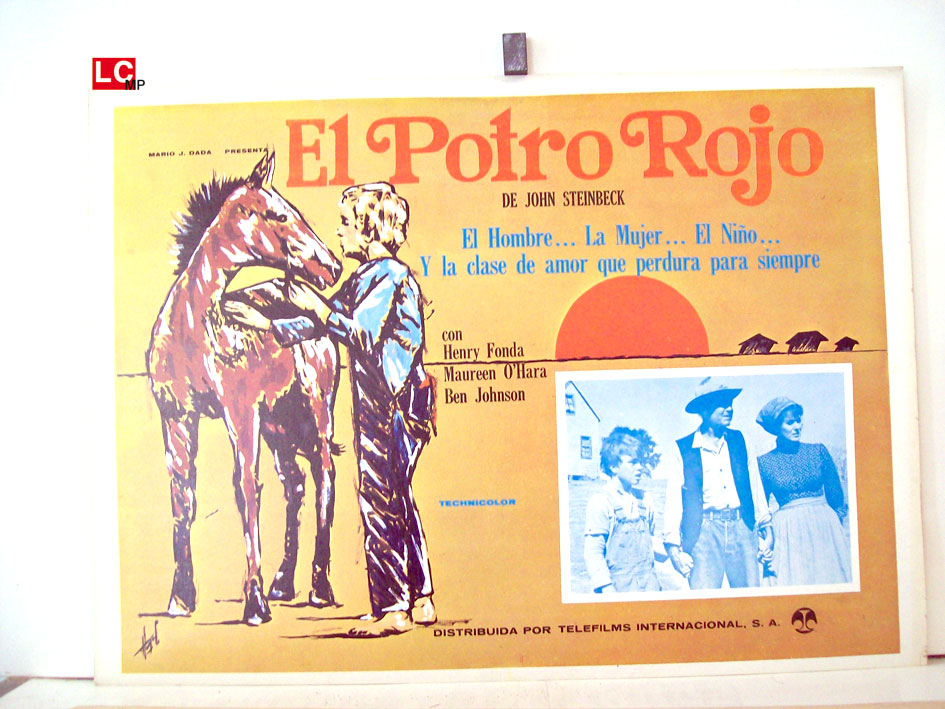 LC
MP
MARIO J. DADA PRESENTA
El Potro Rojo
DE JOHN STEINBECK
El Hombre... La Mujer... El Niño...
Y la clase de amor que perdura para siempre
con
Henry Fonda
Maureen O'Hara
Ben Johnson
TECHNICOLOR
DISTRIBUIDA POR TELEFILMS INTERNACIONAL, S. A.